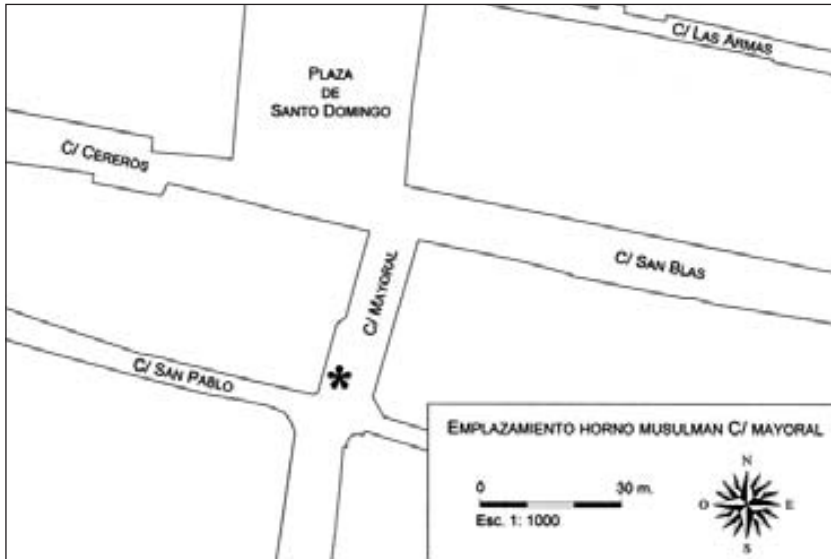 C/ LAS ARMAS
PLAZA
DE
SANTO DOMINGO
C/ CEREROS
C/ MAYORAL
C/ SAN BLAS
C/ SAN PABLO
EMPLAZAMIENTO HORNO MUSULMAN C/ MAYORAL
0 30 m.
Esc. 1: 1000
N
O E
S